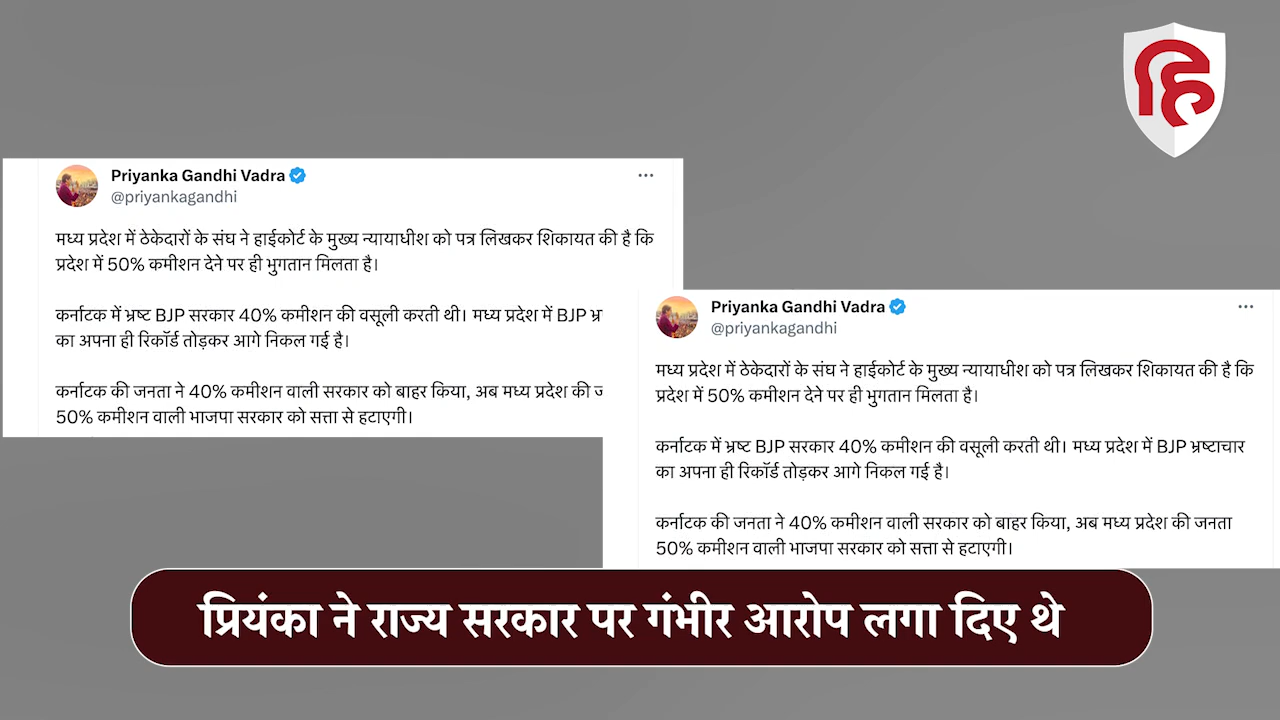 हि
Priyanka Gandhi Vadra
@priyankagandhi
मध्य प्रदेश में ठेकेदारों के संघ ने हाईकोर्ट के मुख्य न्यायाधीश को पत्र लिखकर शिकायत की है कि
प्रदेश में 50% कमीशन देने पर ही भुगतान मिलता है।
कर्नाटक में भ्रष्ट BJP सरकार 40% कमीशन की वसूली करती थी। मध्य प्रदेश में BJP भ्र
का अपना ही रिकॉर्ड तोड़कर आगे निकल गई है।
कर्नाटक की जनता ने 40% कमीशन वाली सरकार को बाहर किया, अब मध्य प्रदेश की ज
50% कमीशन वाली भाजपा सरकार को सत्ता से हटाएगी।
Priyanka Gandhi Vadra
@priyankagandhi
मध्य प्रदेश में ठेकेदारों के संघ ने हाईकोर्ट के मुख्य न्यायाधीश को पत्र लिखकर शिकायत की है कि
प्रदेश में 50% कमीशन देने पर ही भुगतान मिलता है।
कर्नाटक में भ्रष्ट BJP सरकार 40% कमीशन की वसूली करती थी। मध्य प्रदेश में BJP भ्रष्टाचार
का अपना ही रिकॉर्ड तोड़कर आगे निकल गई है।
कर्नाटक की जनता ने 40% कमीशन वाली सरकार को बाहर किया, अब मध्य प्रदेश की जनता
50% कमीशन वाली भाजपा सरकार को सत्ता से हटाएगी।
प्रियंका ने राज्य सरकार पर गंभीर आरोप लगा दिए थे